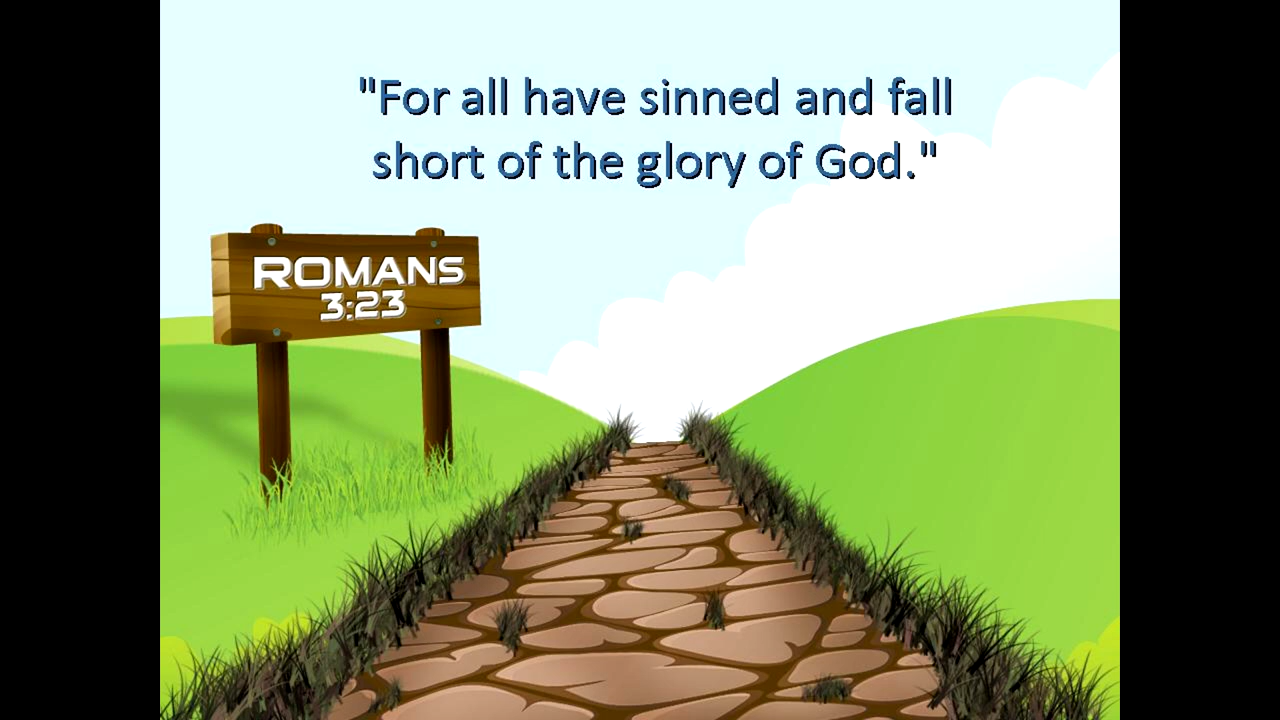 "For all have sinned and fall
short of the glory of God."
ROMANS
3:23